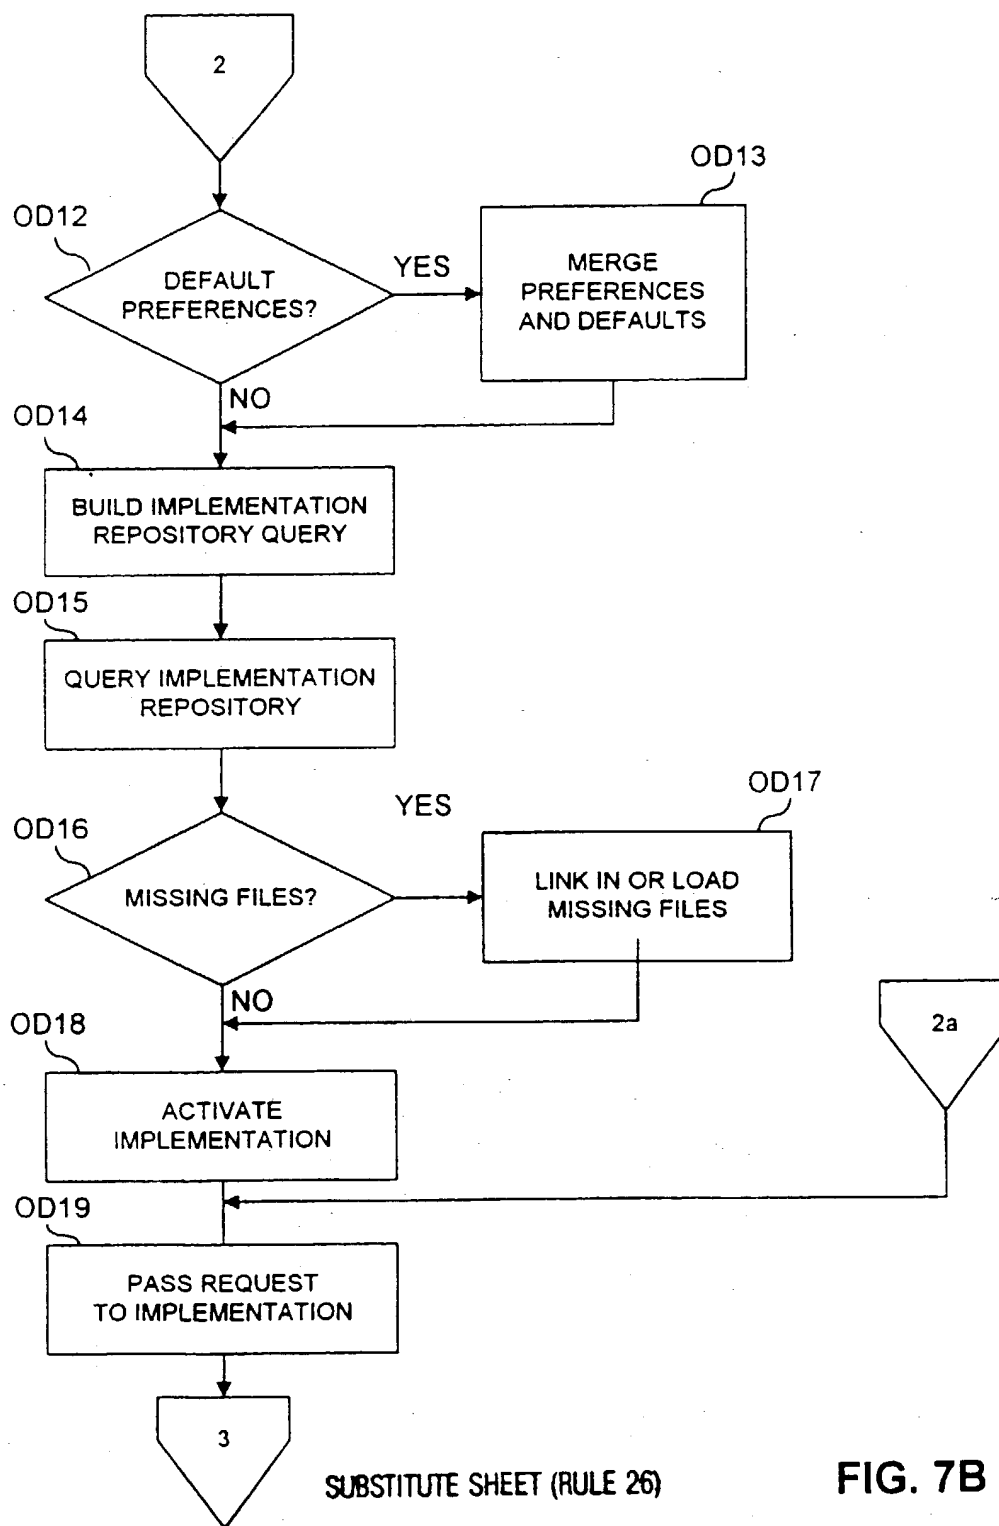 2
OD13
OD12
YES
DEFAULT
PREFERENCES?
MERGE
PREFERENCES
AND DEFAULTS
NO
OD14
BUILD IMPLEMENTATION
REPOSITORY QUERY
OD15
QUERY IMPLEMENTATION
REPOSITORY
YES
OD17
OD16
MISSING FILES?
LINK IN OR LOAD
MISSING FILES
NO
OD18
2a
ACTIVATE
IMPLEMENTATION
OD19
PASS REQUEST
TO IMPLEMENTATION
3
SUBSTITUTE SHEET (RULE 26)
FIG. 7B